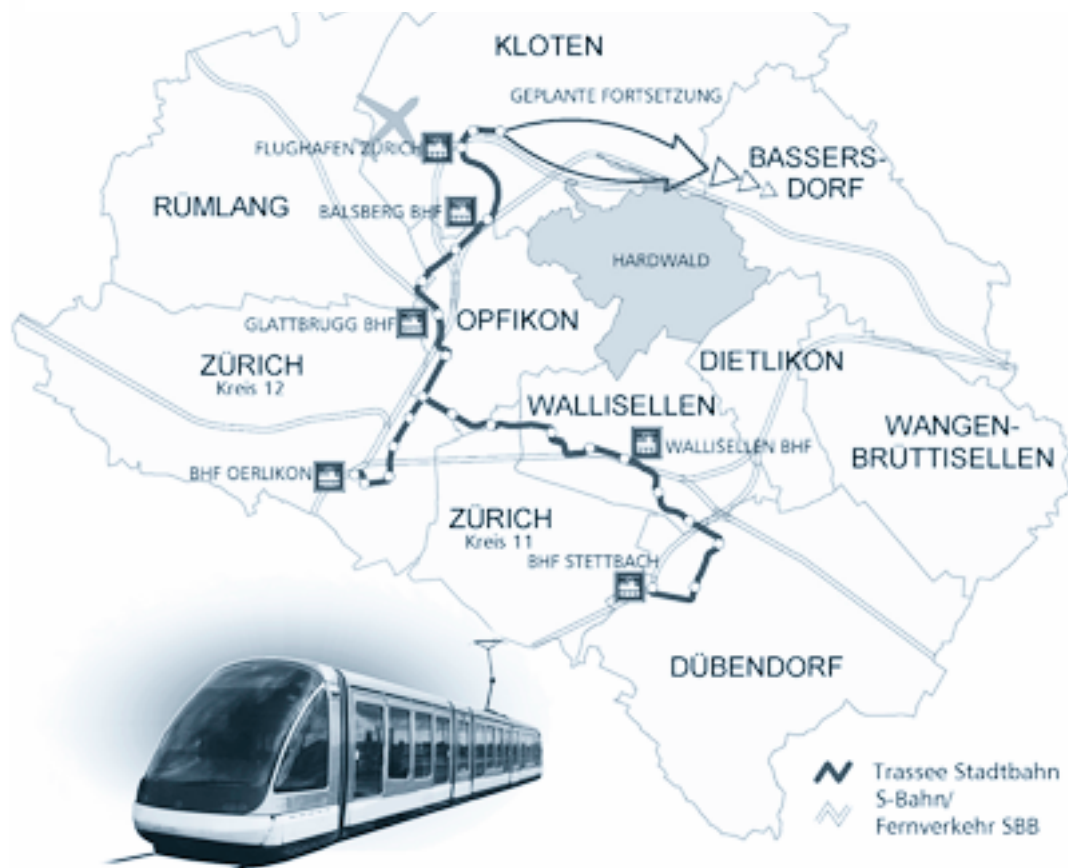 KLOTEN
GEPLANTE FORTSETZUNG
FLUGHAFEN ZÜRICH
BASSERS-
DORF
RÜMLANG
BALSBERG BHF
HARDWALD
GLATTBRUGG BHF
OPFIKON
ZÜRICH
Kreis 12
DIETLIKON
WALLISELLEN
WANGEN-
BRÜTTISELLEN
WALLISELLEN BHF
BHF OERLIKON
ZÜRICH
Kreis 11
BHF STETTBACH
DÜBENDORF
Trassee Stadtbahn
S-Bahn/
Fernverkehr SBB